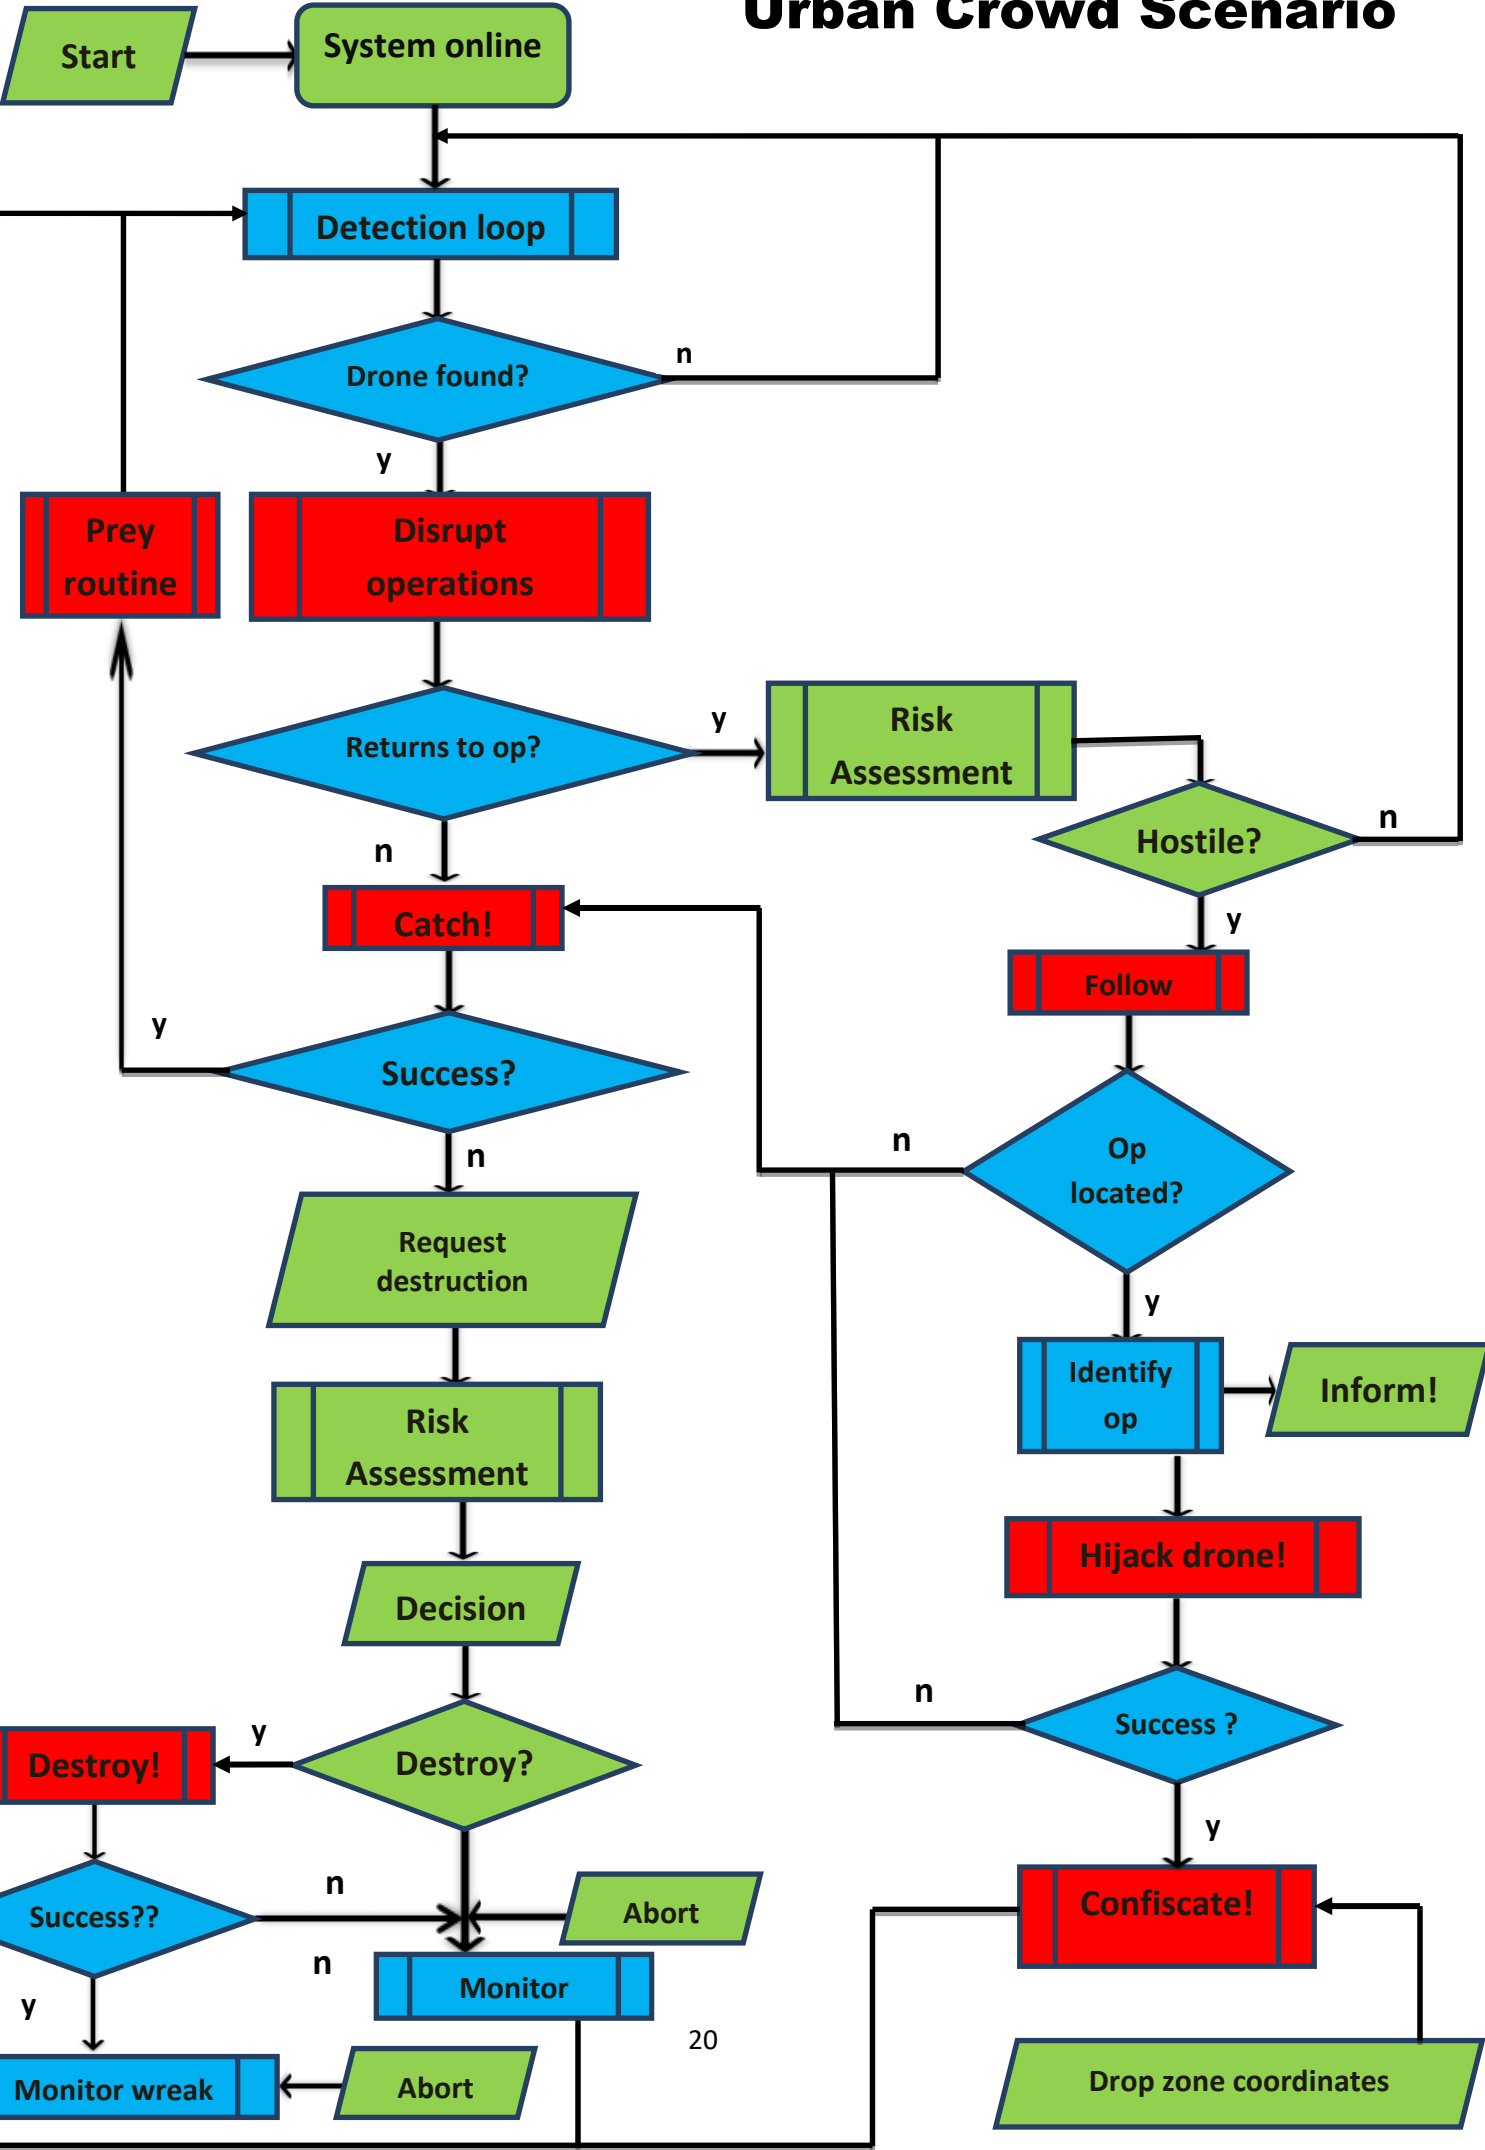 Urban Crowd Scenario
Start
System online
Detection loop
Drone found?
n
y
Prey
routine
Disrupt
operations
Returns to op?
y
Risk
Assessment
n
Hostile?
n
y
Catch!
Follow
y
Success?
n
Op
located?
n
y
Request
destruction
Identify
op
Inform!
Risk
Assessment
Hijack drone!
Decision
n
Success ?
y
Destroy!
y
Destroy?
n
Success??
n
y
Abort
Confiscate!
Monitor
20
Monitor wreak
Abort
Drop zone coordinates